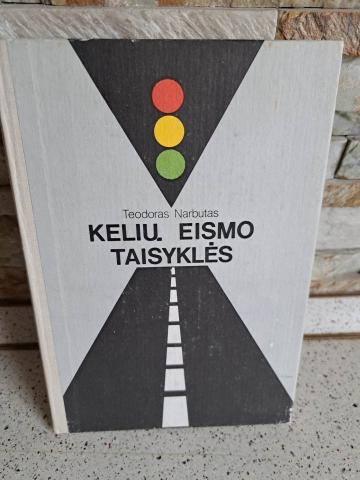 Teodoras Narbutas
KELIŲ EISMO
TAISYKLĖS